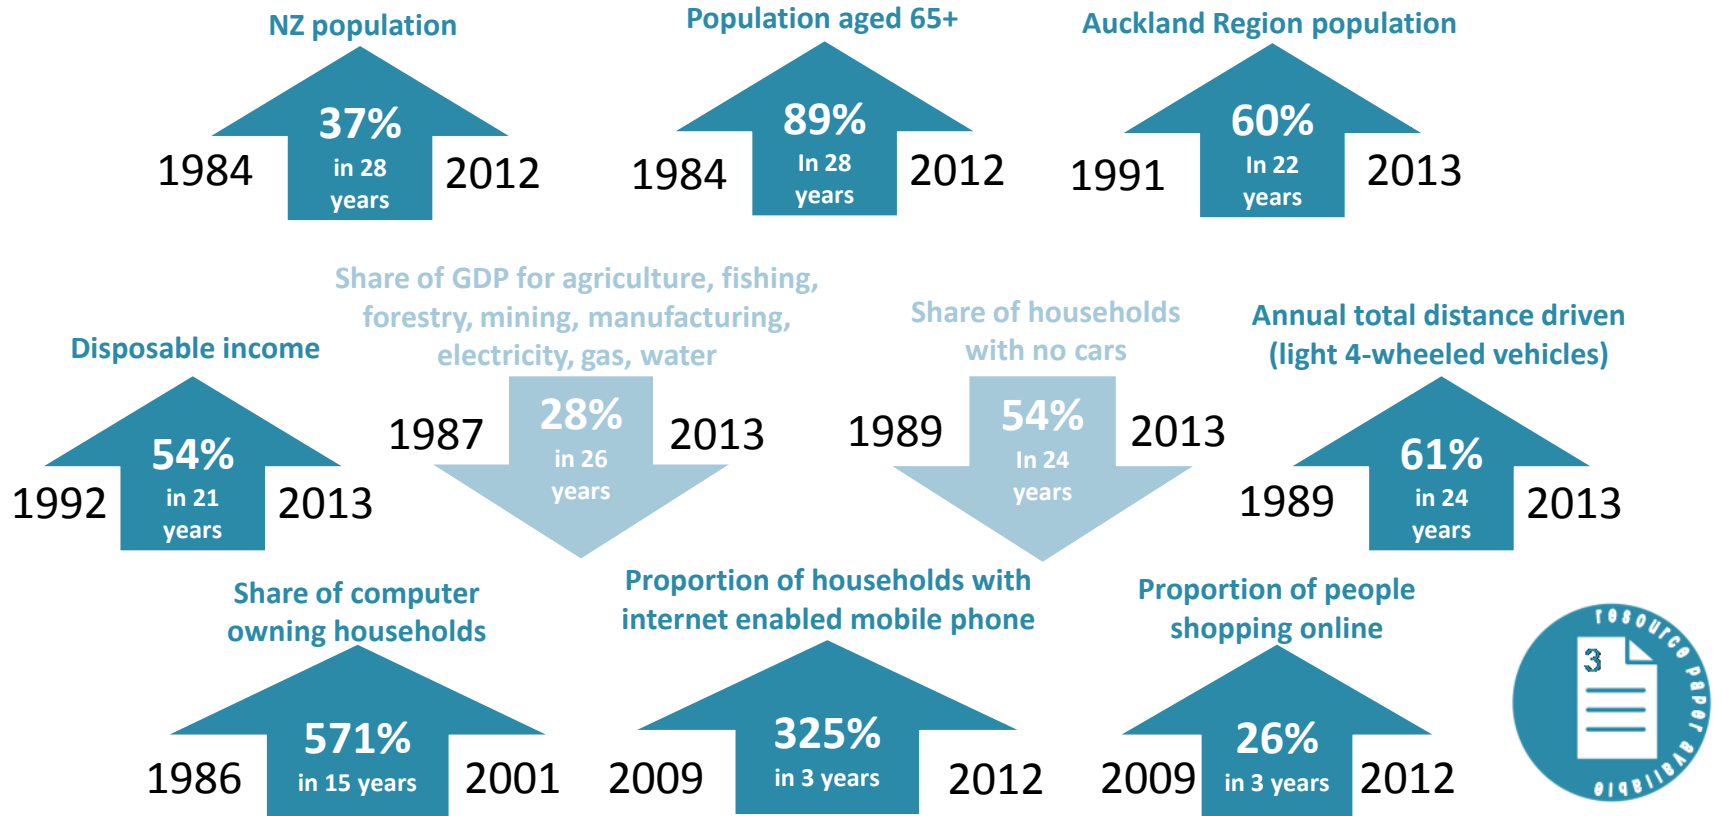 NZ population
37%
in 28
years
1984
2012
Population aged 65+
89%
In 28
years
1984
2012
Auckland Region population
60%
In 22
years
1991
2013
Disposable income
54%
in 21
years
1992
2013
Share of GDP for agriculture, fishing,
forestry, mining, manufacturing,
electricity, gas, water
28%
in 26
years
1987
2013
Share of households
with no cars
54%
In 24
years
1989
2013
Annual total distance driven
(light 4-wheeled vehicles)
61%
in 24
years
1989
2013
Share of computer
owning households
571%
in 15 years
1986
2001
Proportion of households with
internet enabled mobile phone
325%
in 3 years
2009
2012
Proportion of people
shopping online
26%
in 3 years
2009
2012
resource paper available
3